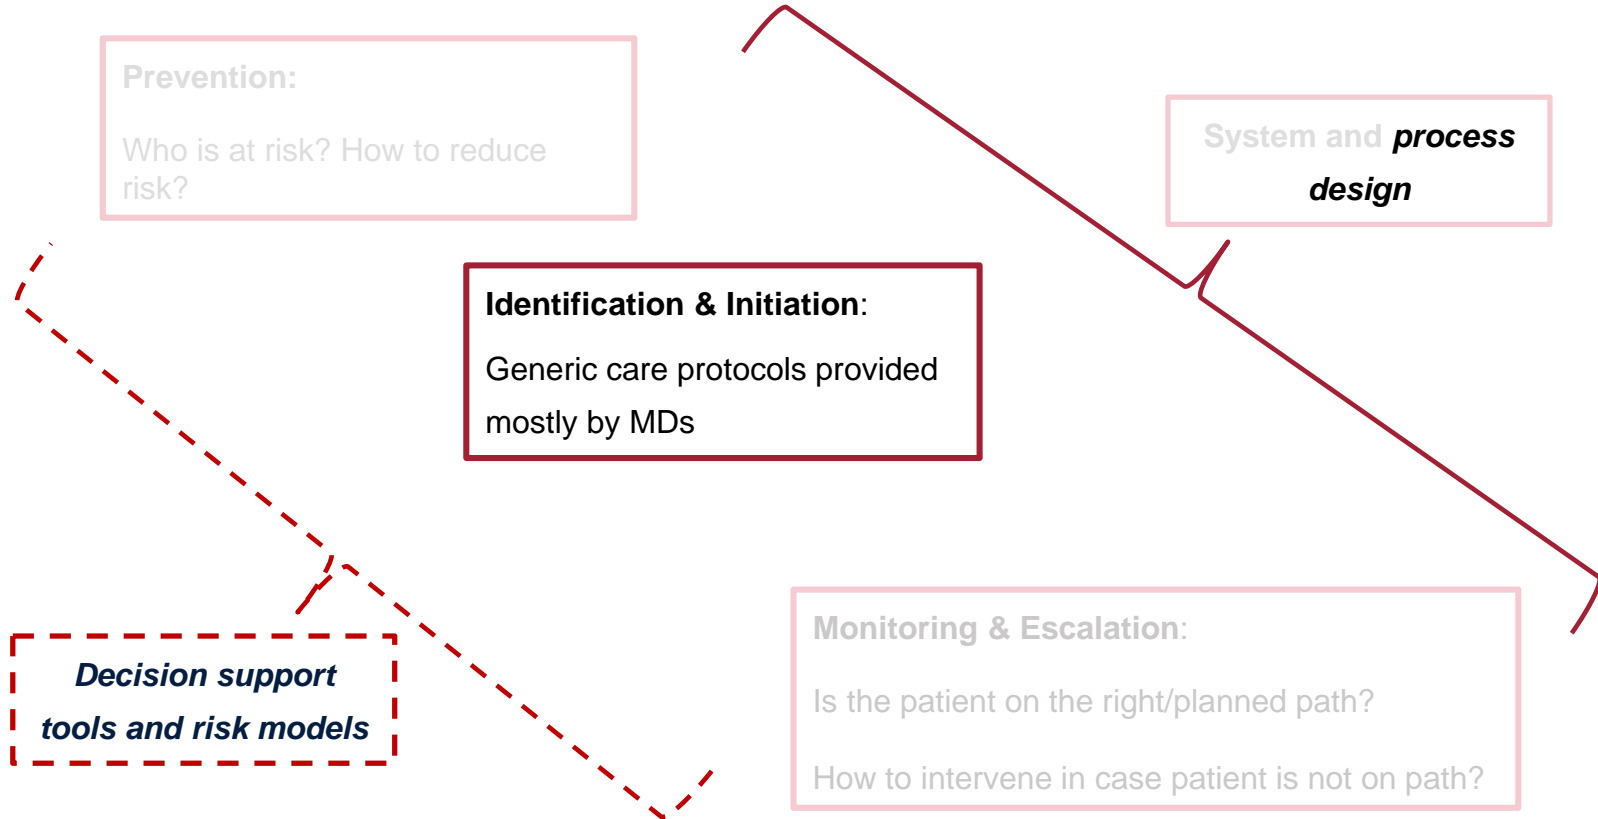 Prevention:
Who is at risk? How to reduce
risk?
System and process
design
Identification & Initiation:
Generic care protocols provided
mostly by MDs
Decision support
tools and risk models
Monitoring & Escalation:
Is the patient on the right/planned path?
How to intervene in case patient is not on path?